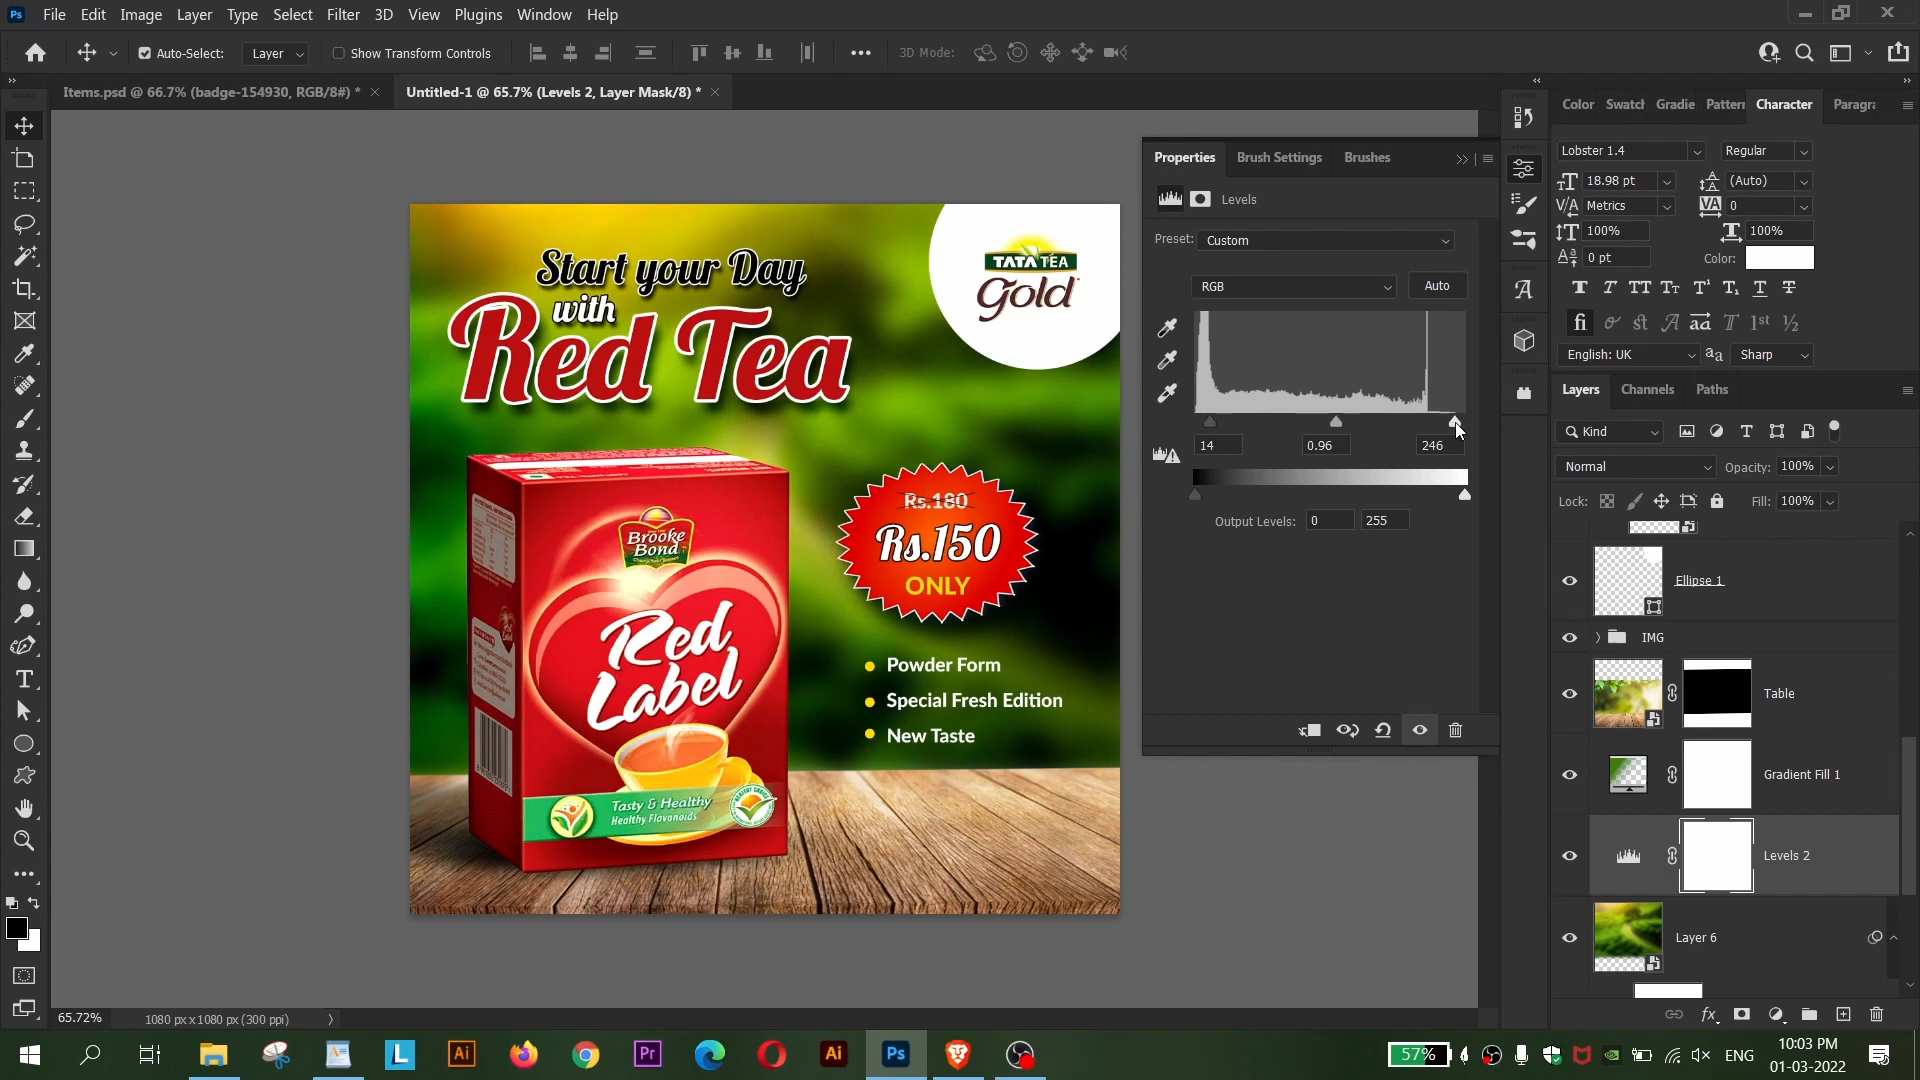 Ps File Edit Image Layer Type Select Filter 3D View Plugins Window Help
Auto-Select: Layer Show Transform Controls 3D Mode:
Items.psd @ 66.7% (badge-154930, RGB/8#) *
Untitled-1 @ 65.7% (Levels 2, Layer Mask/8) *
Start your Day
with
Red Tea
TATA TEA
gold
Brooke
Bond
Red
Label
Tasty & Healthy
Healthy Flavonoids
Rs.180
Rs.150
ONLY
Powder Form
Special Fresh Edition
New Taste
Properties Brush Settings Brushes
Levels
Preset: Custom
RGB Auto
14 0.96 246
Output Levels: 0 255
Color Swatch Gradie Pattern Character Paragra
Lobster 1.4 Regular
18.98 pt (Auto)
Metrics 0
100% 100%
0 pt Color:
English: UK Sharp
Layers Channels Paths
Kind
Normal Opacity: 100%
Lock: Fill: 100%
Ellipse 1
IMG
Table
Gradient Fill 1
Levels 2
Layer 6
65.72% 1080 px x 1080 px (300 ppi)
57% ENG 10:03 PM
01-03-2022